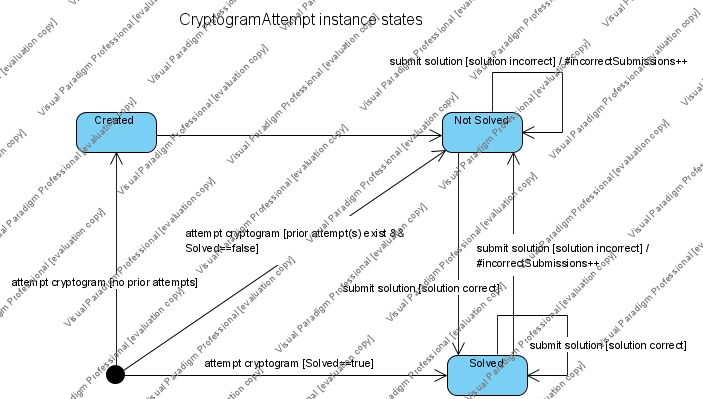 CryptogramAttempt instance states
submit solution [solution incorrect] / #incorrectSubmissions++
Created
Not Solved
attempt cryptogram [prior attempt(s) exist &&
Solved==false]
submit solution [solution incorrect] /
#incorrectSubmissions++
attempt cryptogram [no prior attempts]
submit solution [solution correct]
submit solution [solution correct]
attempt cryptogram [Solved==true]
Solved
Visual Paradigm Professional [evaluation copy]